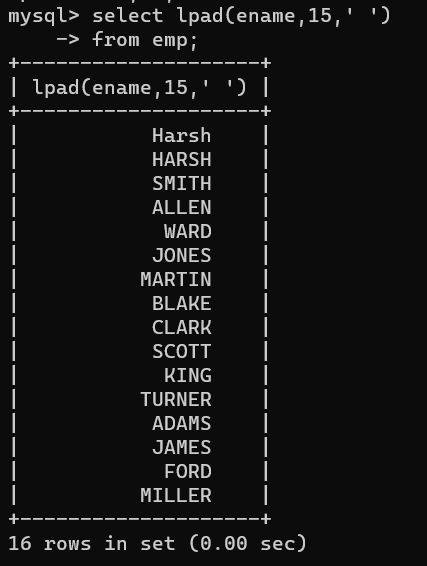 mysql> select lpad(ename,15,' ')
    -> from emp;
+--------------------+
| lpad(ename,15,' ') |
+--------------------+
|           Harsh    |
|           HARSH    |
|           SMITH    |
|           ALLEN    |
|            WARD    |
|           JONES    |
|          MARTIN    |
|           BLAKE    |
|           CLARK    |
|           SCOTT    |
|            KING    |
|          TURNER    |
|           ADAMS    |
|           JAMES    |
|            FORD    |
|          MILLER    |
+--------------------+
16 rows in set (0.00 sec)